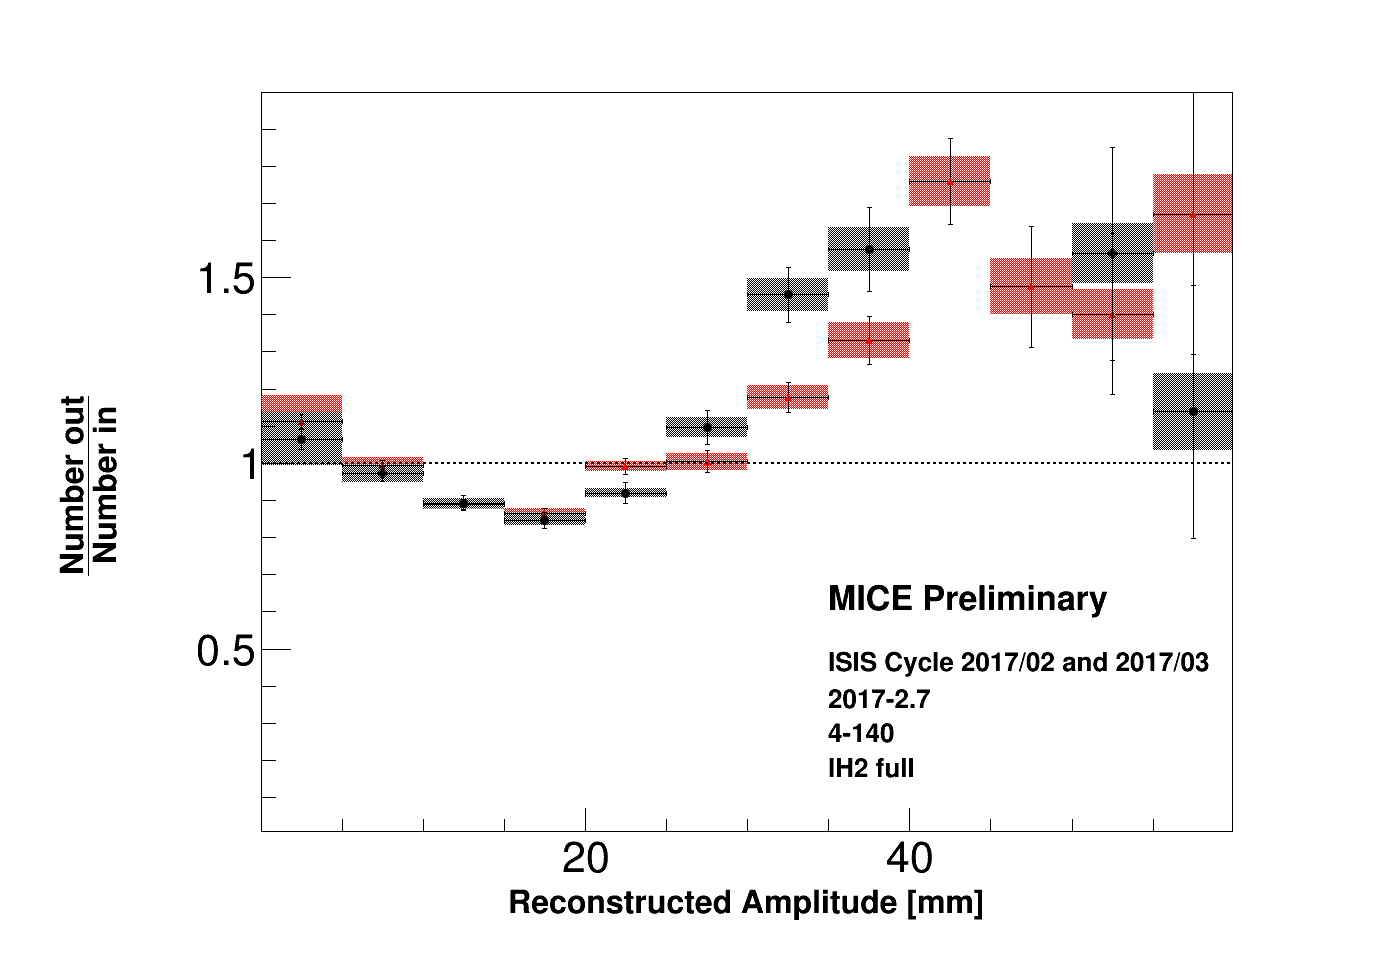 Number out
Number in
1.5
1
0.5
MICE Preliminary
ISIS Cycle 2017/02 and 2017/03
2017-2.7
4-140
IH2 full
20
40
Reconstructed Amplitude [mm]